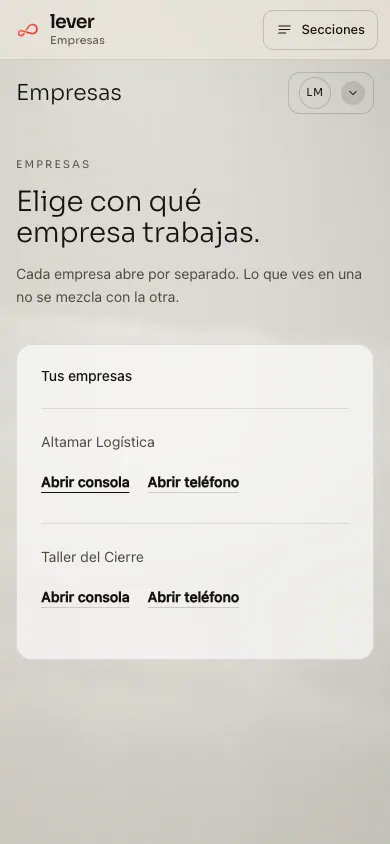 lever
Empresas
Secciones
Empresas
LM
EMPRESAS
Elige con qué
empresa trabajas.
Cada empresa abre por separado. Lo que ves en una
no se mezcla con la otra.
Tus empresas
Altamar Logística
Abrir consola Abrir teléfono
Taller del Cierre
Abrir consola Abrir teléfono